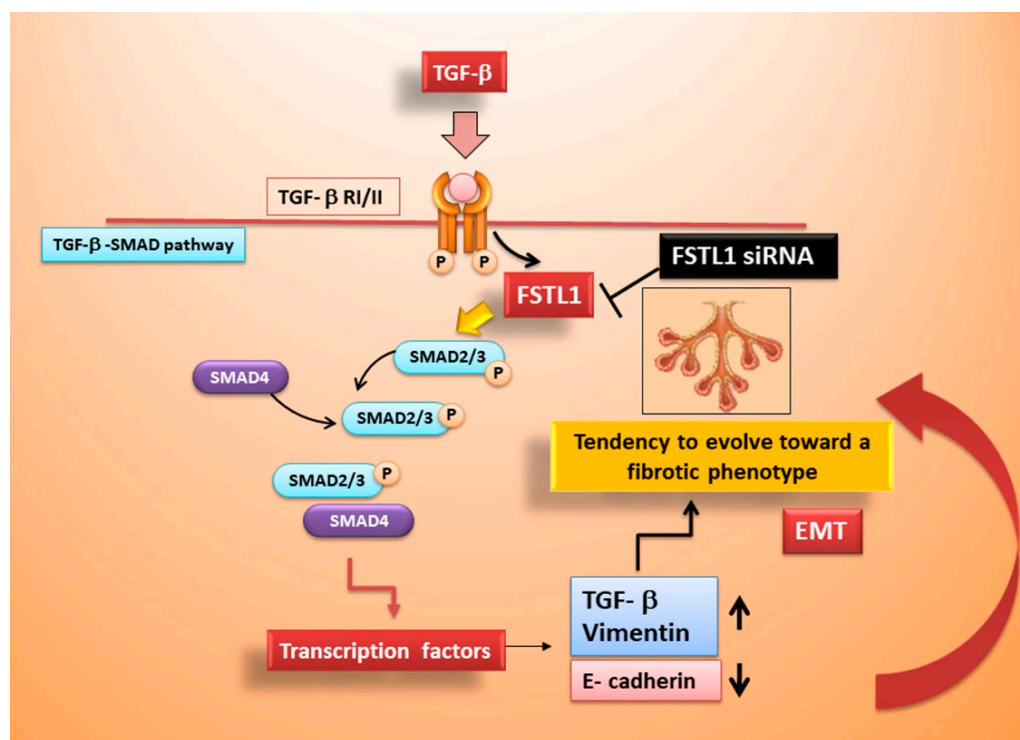 TGF-β
TGF- β RI/II
TGF-β -SMAD pathway
P
P
FSTL1 siRNA
FSTL1
SMAD2/3
P
SMAD4
SMAD2/3
P
Tendency to evolve toward a
fibrotic phenotype
SMAD2/3
P
SMAD4
EMT
TGF- β
Vimentin
Transcription factors
E- cadherin